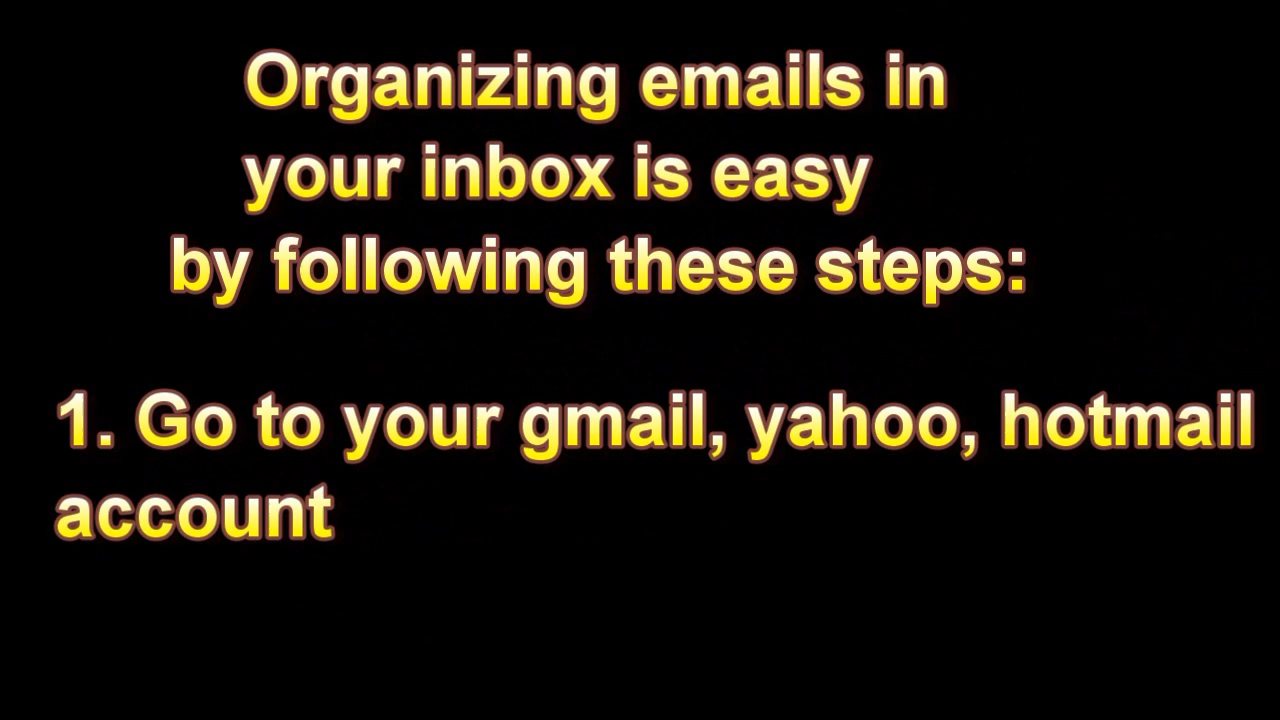 Organizing emails in
your inbox is easy
by following these steps:
1. Go to your gmail, yahoo, hotmail
account